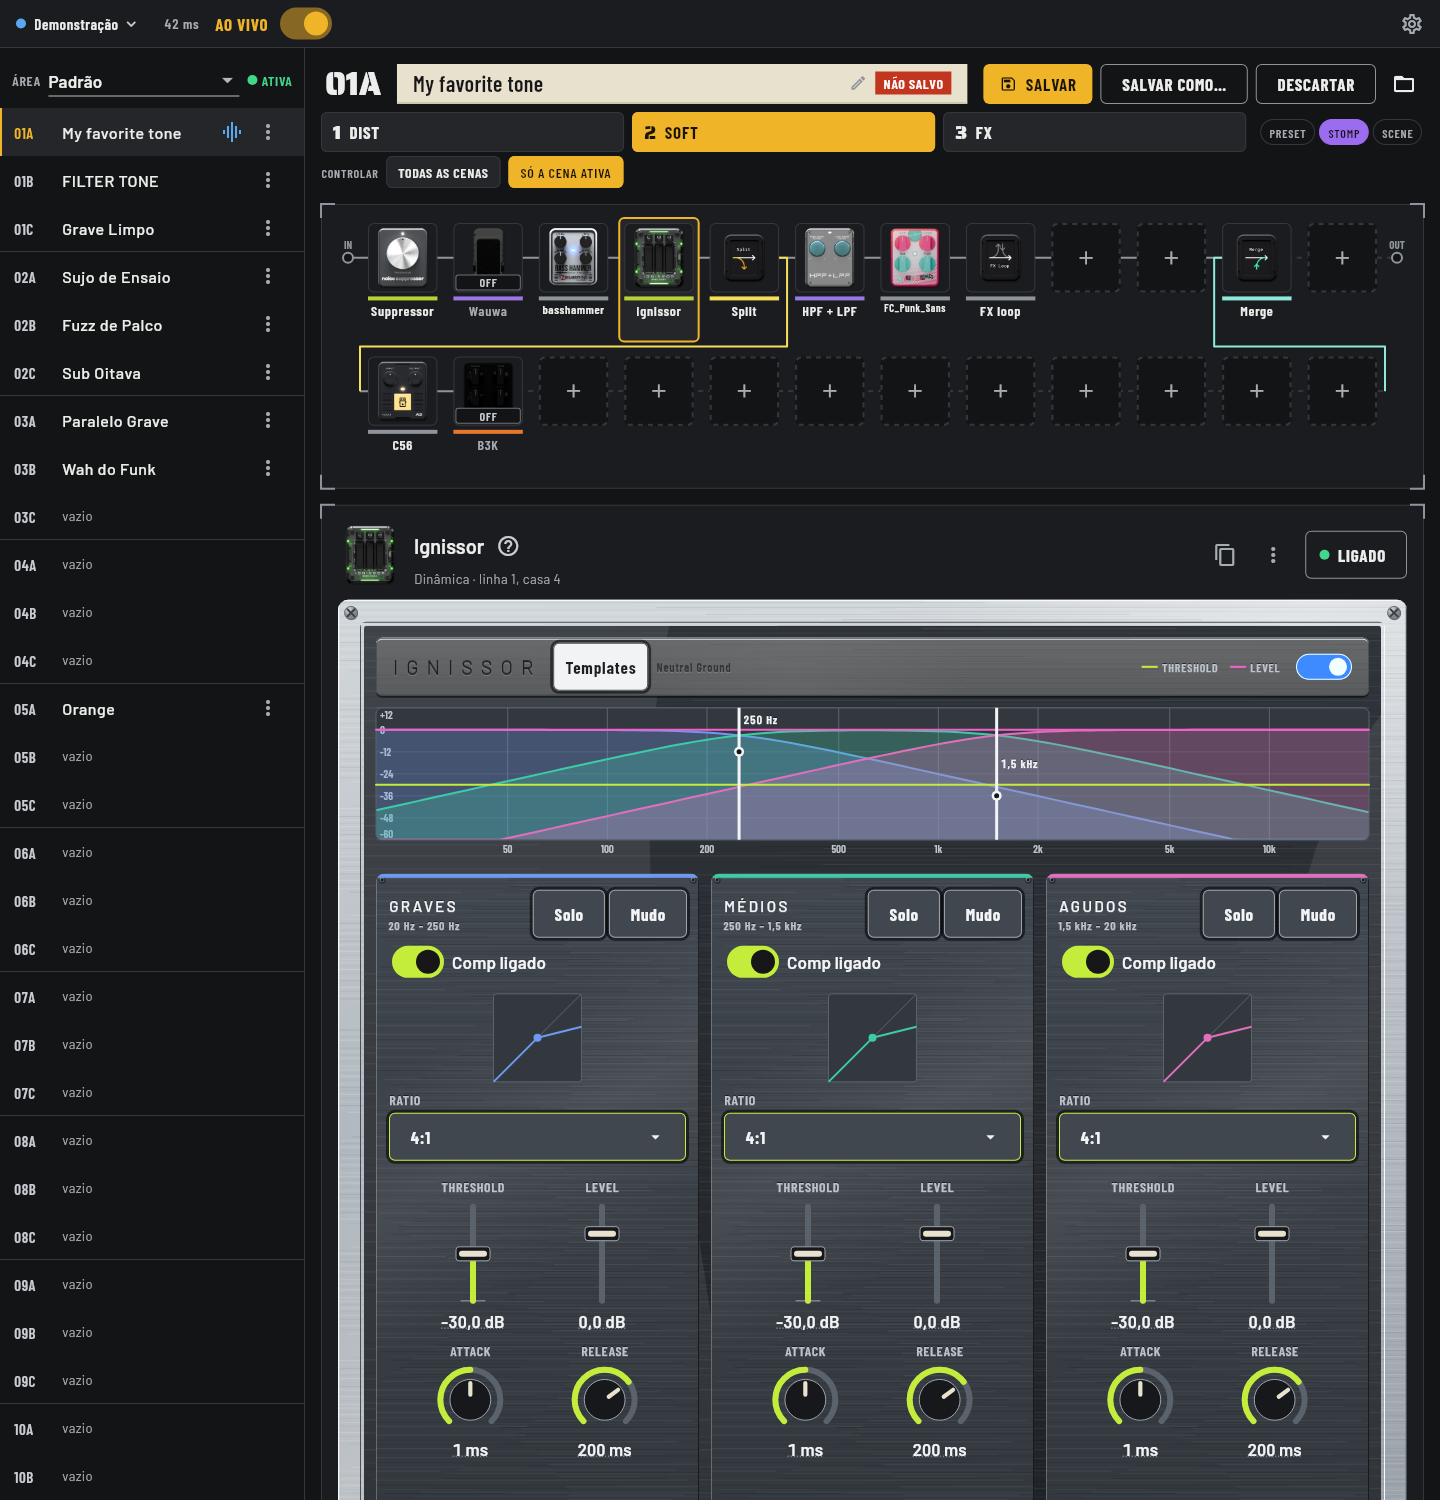 Demonstração
42 ms
AO VIVO
ÁREA Padrão
ATIVA
01A My favorite tone
01B FILTER TONE
01C Grave Limpo
02A Sujo de Ensaio
02B Fuzz de Palco
02C Sub Oitava
03A Paralelo Grave
03B Wah do Funk
03C vazio
04A vazio
04B vazio
04C vazio
05A Orange
05B vazio
05C vazio
06A vazio
06B vazio
06C vazio
07A vazio
07B vazio
07C vazio
08A vazio
08B vazio
08C vazio
09A vazio
09B vazio
09C vazio
10A vazio
10B vazio
01A My favorite tone NÃO SALVO SALVAR SALVAR COMO... DESCARTAR
1 DIST 2 SOFT 3 FX PRESET STOMP SCENE
CONTROLAR TODAS AS CENAS SÓ A CENA ATIVA
IN OUT
OFF Split FX Loop Merge
HPF+LPF
Suppressor Wauwa basshammer Ignissor Split HPF + LPF FC_Punk_Sans FX loop Merge
OFF
C56 B3K
Ignissor
Dinâmica · linha 1, casa 4
LIGADO
IGNISSOR Templates Neutral Ground THRESHOLD LEVEL
+12
0
-12
-24
-36
-48
-60
250 Hz
1,5 kHz
50 100 200 500 1k 2k 5k 10k
GRAVES
20 Hz – 250 Hz
Solo Mudo
Comp ligado
RATIO
4:1
THRESHOLD LEVEL
-30,0 dB 0,0 dB
ATTACK RELEASE
1 ms 200 ms
MÉDIOS
250 Hz – 1,5 kHz
Solo Mudo
Comp ligado
RATIO
4:1
THRESHOLD LEVEL
-30,0 dB 0,0 dB
ATTACK RELEASE
1 ms 200 ms
AGUDOS
1,5 kHz – 20 kHz
Solo Mudo
Comp ligado
RATIO
4:1
THRESHOLD LEVEL
-30,0 dB 0,0 dB
ATTACK RELEASE
1 ms 200 ms